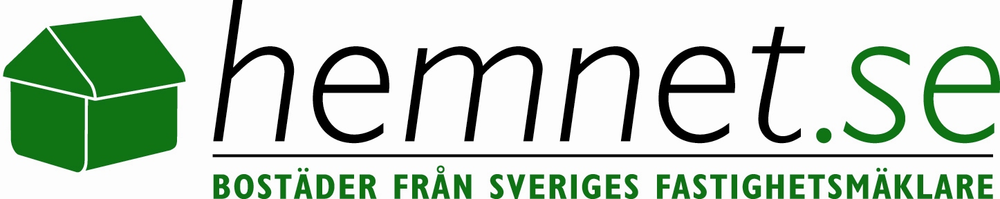 hemnet.se
BOSTÄDER FRÅN SVERIGES FASTIGHETSMÄKLARE